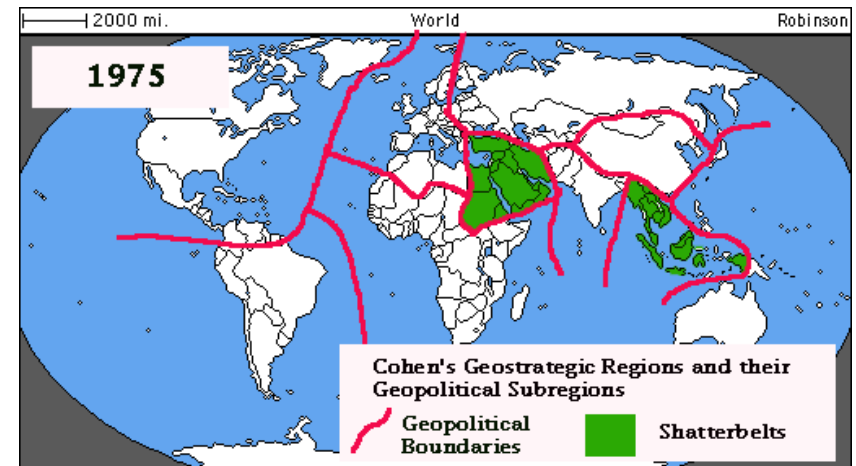 2000 mi. World Robinson
1975
Cohen's Geostrategic Regions and their
Geopolitical Subregions
Geopolitical
Boundaries
Shatterbelts